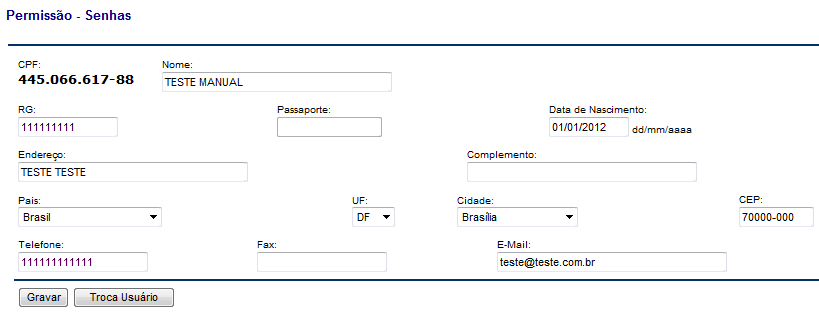 Permissão - Senhas
CPF: Nome:
445.066.617-88 TESTE MANUAL
RG: Passaporte: Data de Nascimento:
111111111 01/01/2012 dd/mm/aaaa
Endereço: Complemento:
TESTE TESTE
País: UF: Cidade: CEP:
Brasil DF Brasília 70000-000
Telefone: Fax: E-Mail:
111111111111 teste@teste.com.br
Gravar Troca Usuário